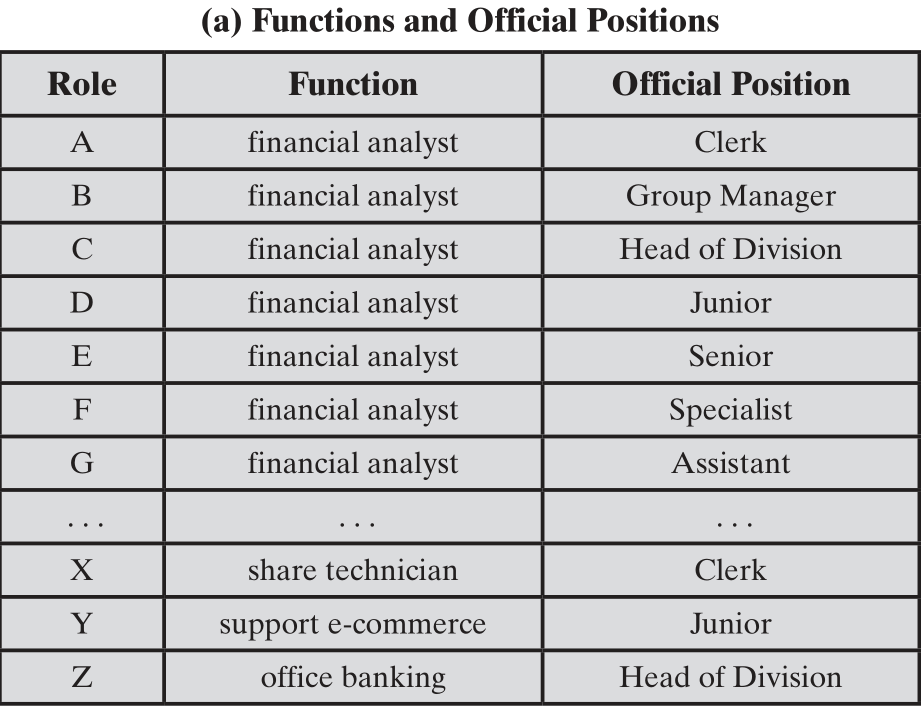 (a) Functions and Official Positions
Role Function Official Position
A financial analyst Clerk
B financial analyst Group Manager
C financial analyst Head of Division
D financial analyst Junior
E financial analyst Senior
F financial analyst Specialist
G financial analyst Assistant
... ... ...
X share technician Clerk
Y support e-commerce Junior
Z office banking Head of Division